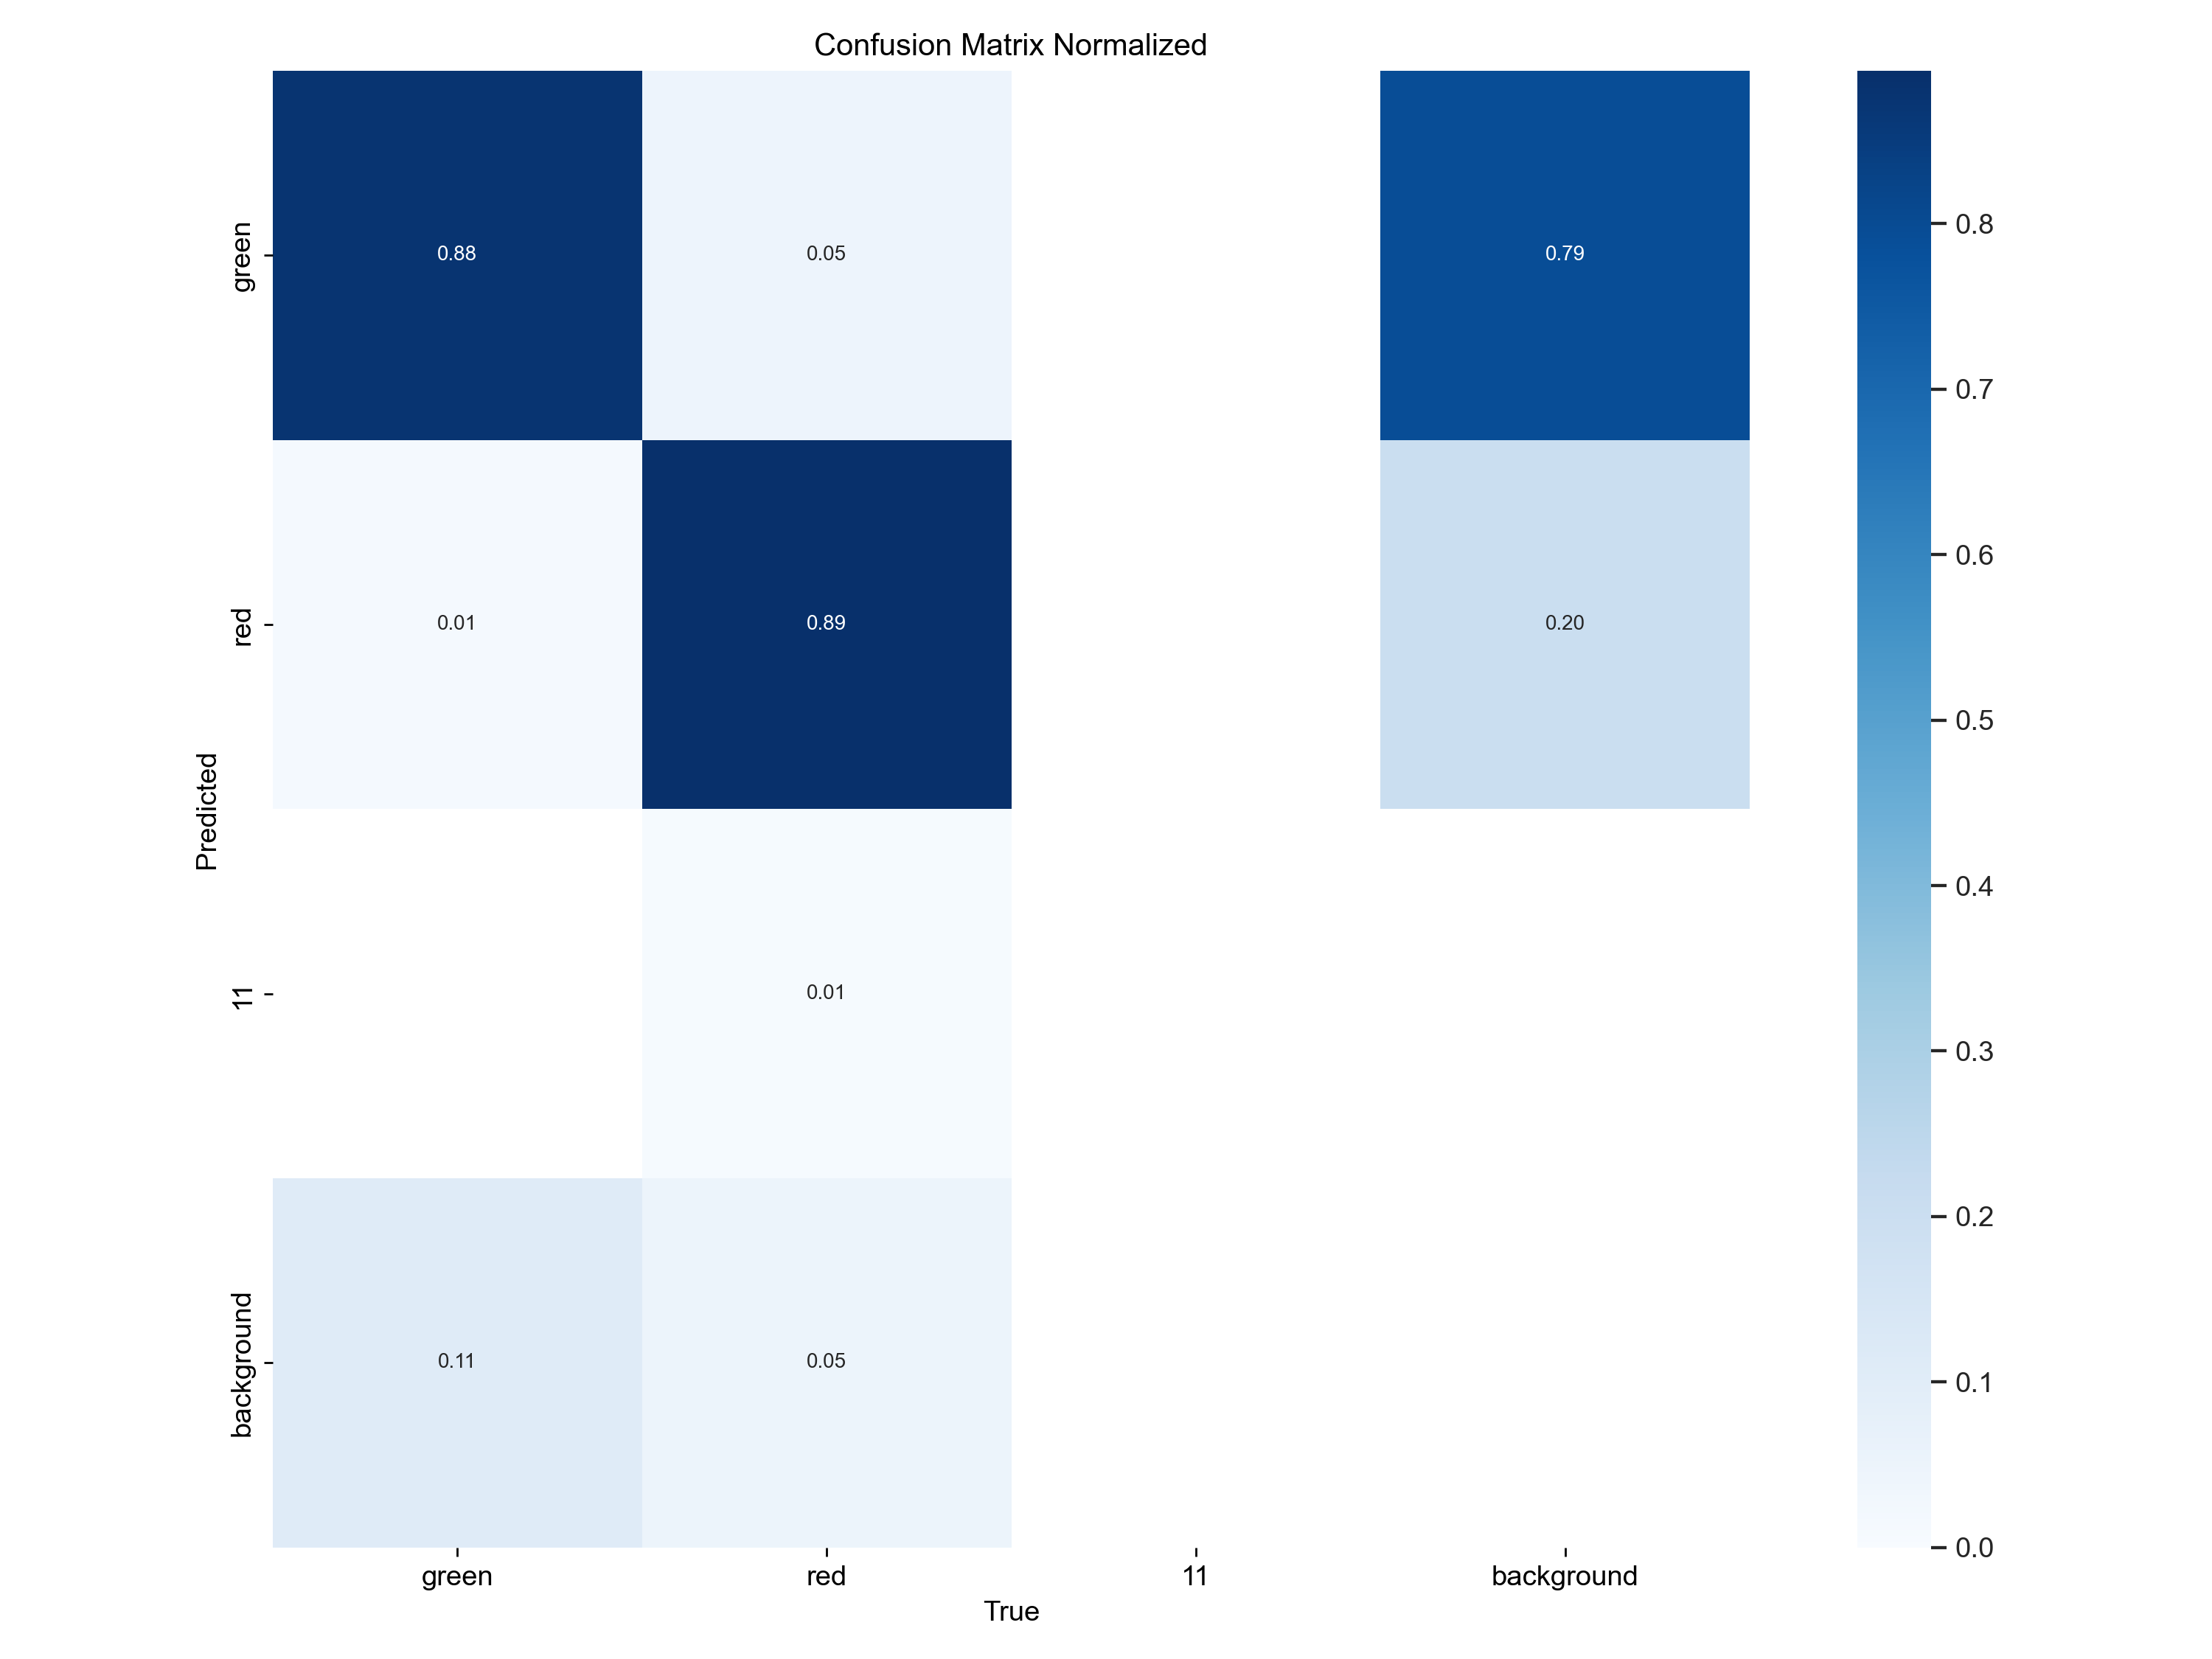 Confusion Matrix Normalized
green
0.88
0.05
0.79
red
0.01
0.89
0.20
11
0.01
background
0.11
0.05
Predicted
green
red
11
background
True
0.8
0.7
0.6
0.5
0.4
0.3
0.2
0.1
0.0